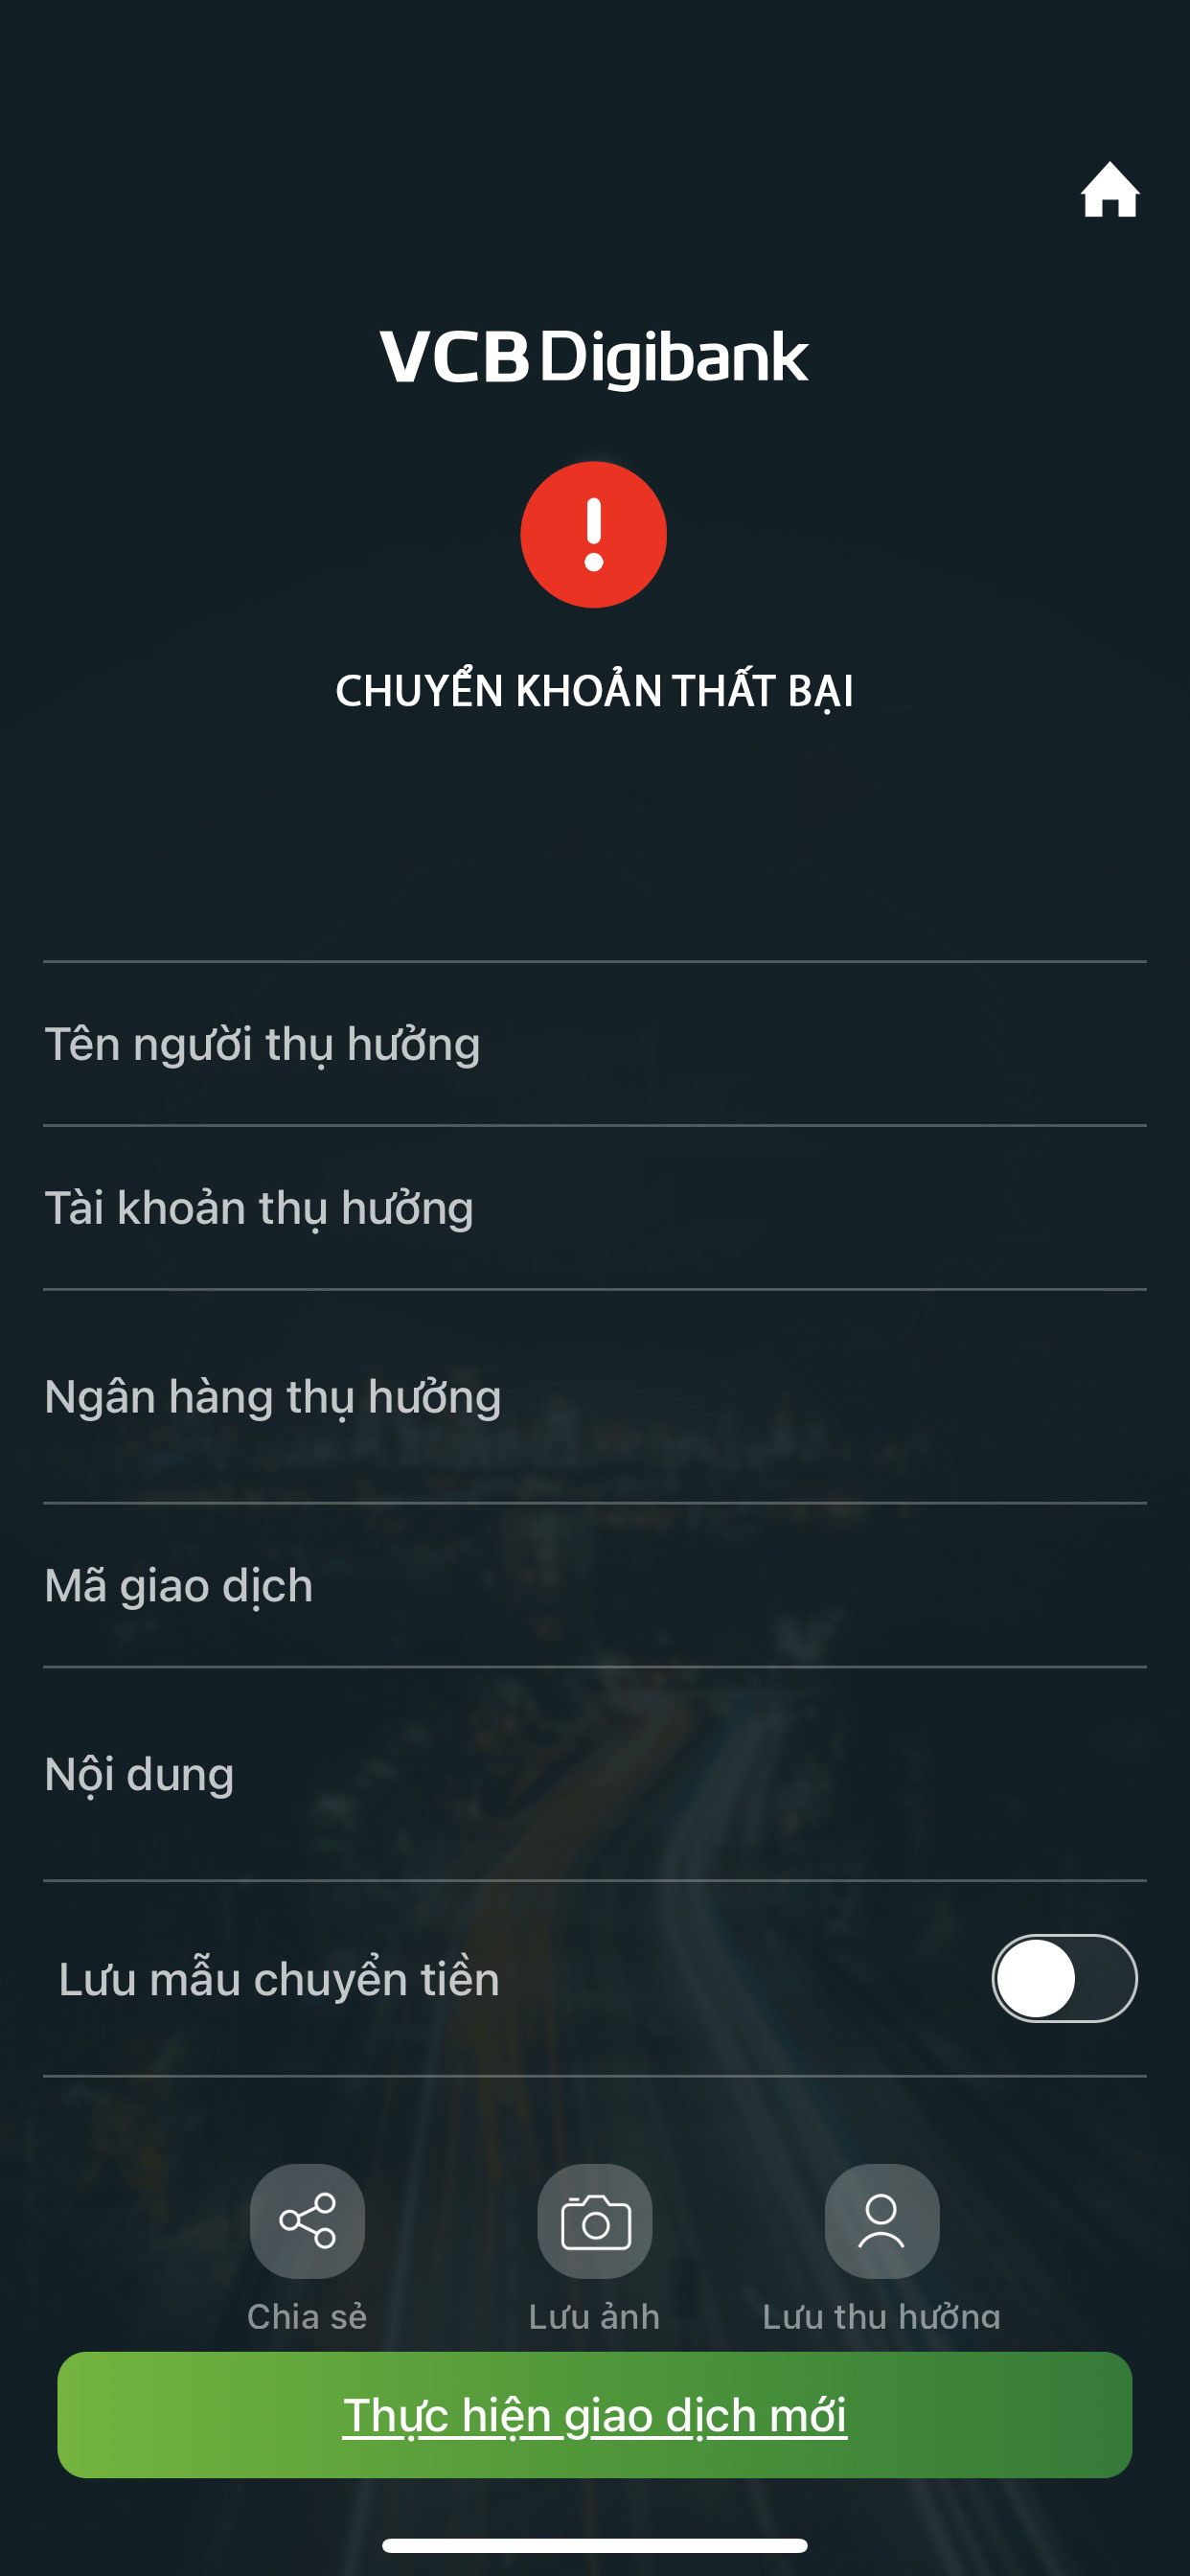 VCB Digibank
CHUYỂN KHOẢN THẤT BẠI
Tên người thụ hưởng
Tài khoản thụ hưởng
Ngân hàng thụ hưởng
Mã giao dịch
Nội dung
Lưu mẫu chuyển tiền
Chia sẻ
Lưu ảnh
Lưu thụ hưởng
Thực hiện giao dịch mới